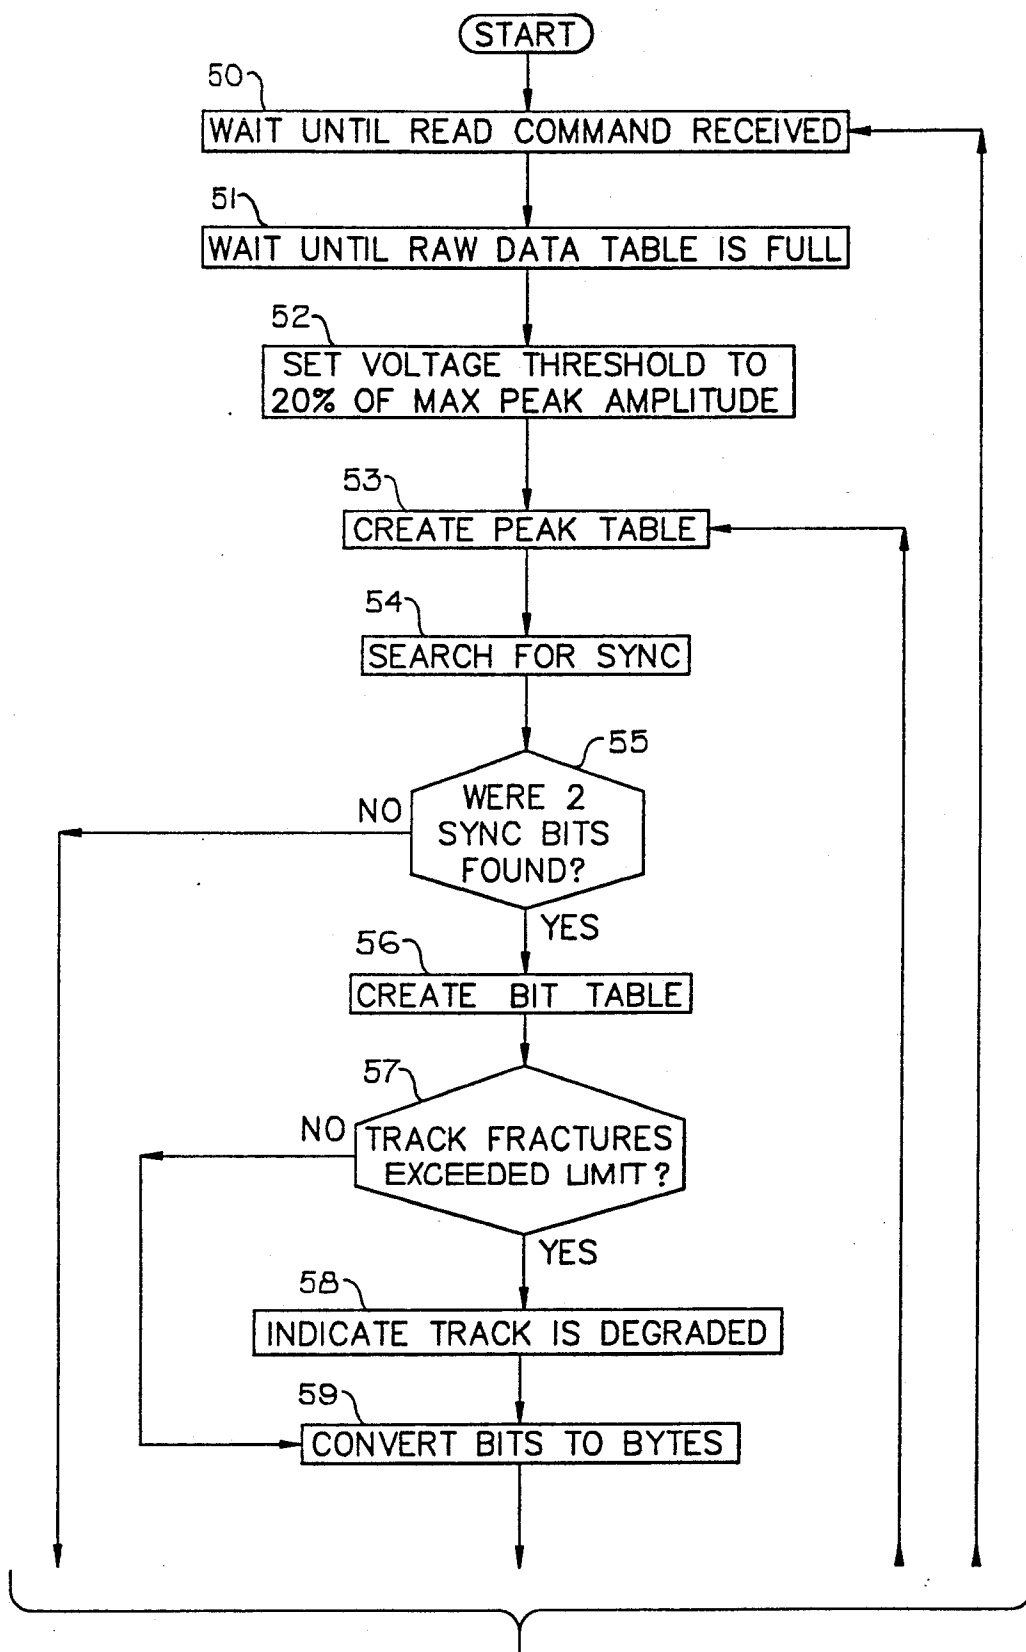 START
50
WAIT UNTIL READ COMMAND RECEIVED
51
WAIT UNTIL RAW DATA TABLE IS FULL
52
SET VOLTAGE THRESHOLD TO
20% OF MAX PEAK AMPLITUDE
53
CREATE PEAK TABLE
54
SEARCH FOR SYNC
55
WERE 2
SYNC BITS
FOUND?
NO
YES
56
CREATE BIT TABLE
57
TRACK FRACTURES
EXCEEDED LIMIT?
NO
YES
58
INDICATE TRACK IS DEGRADED
59
CONVERT BITS TO BYTES